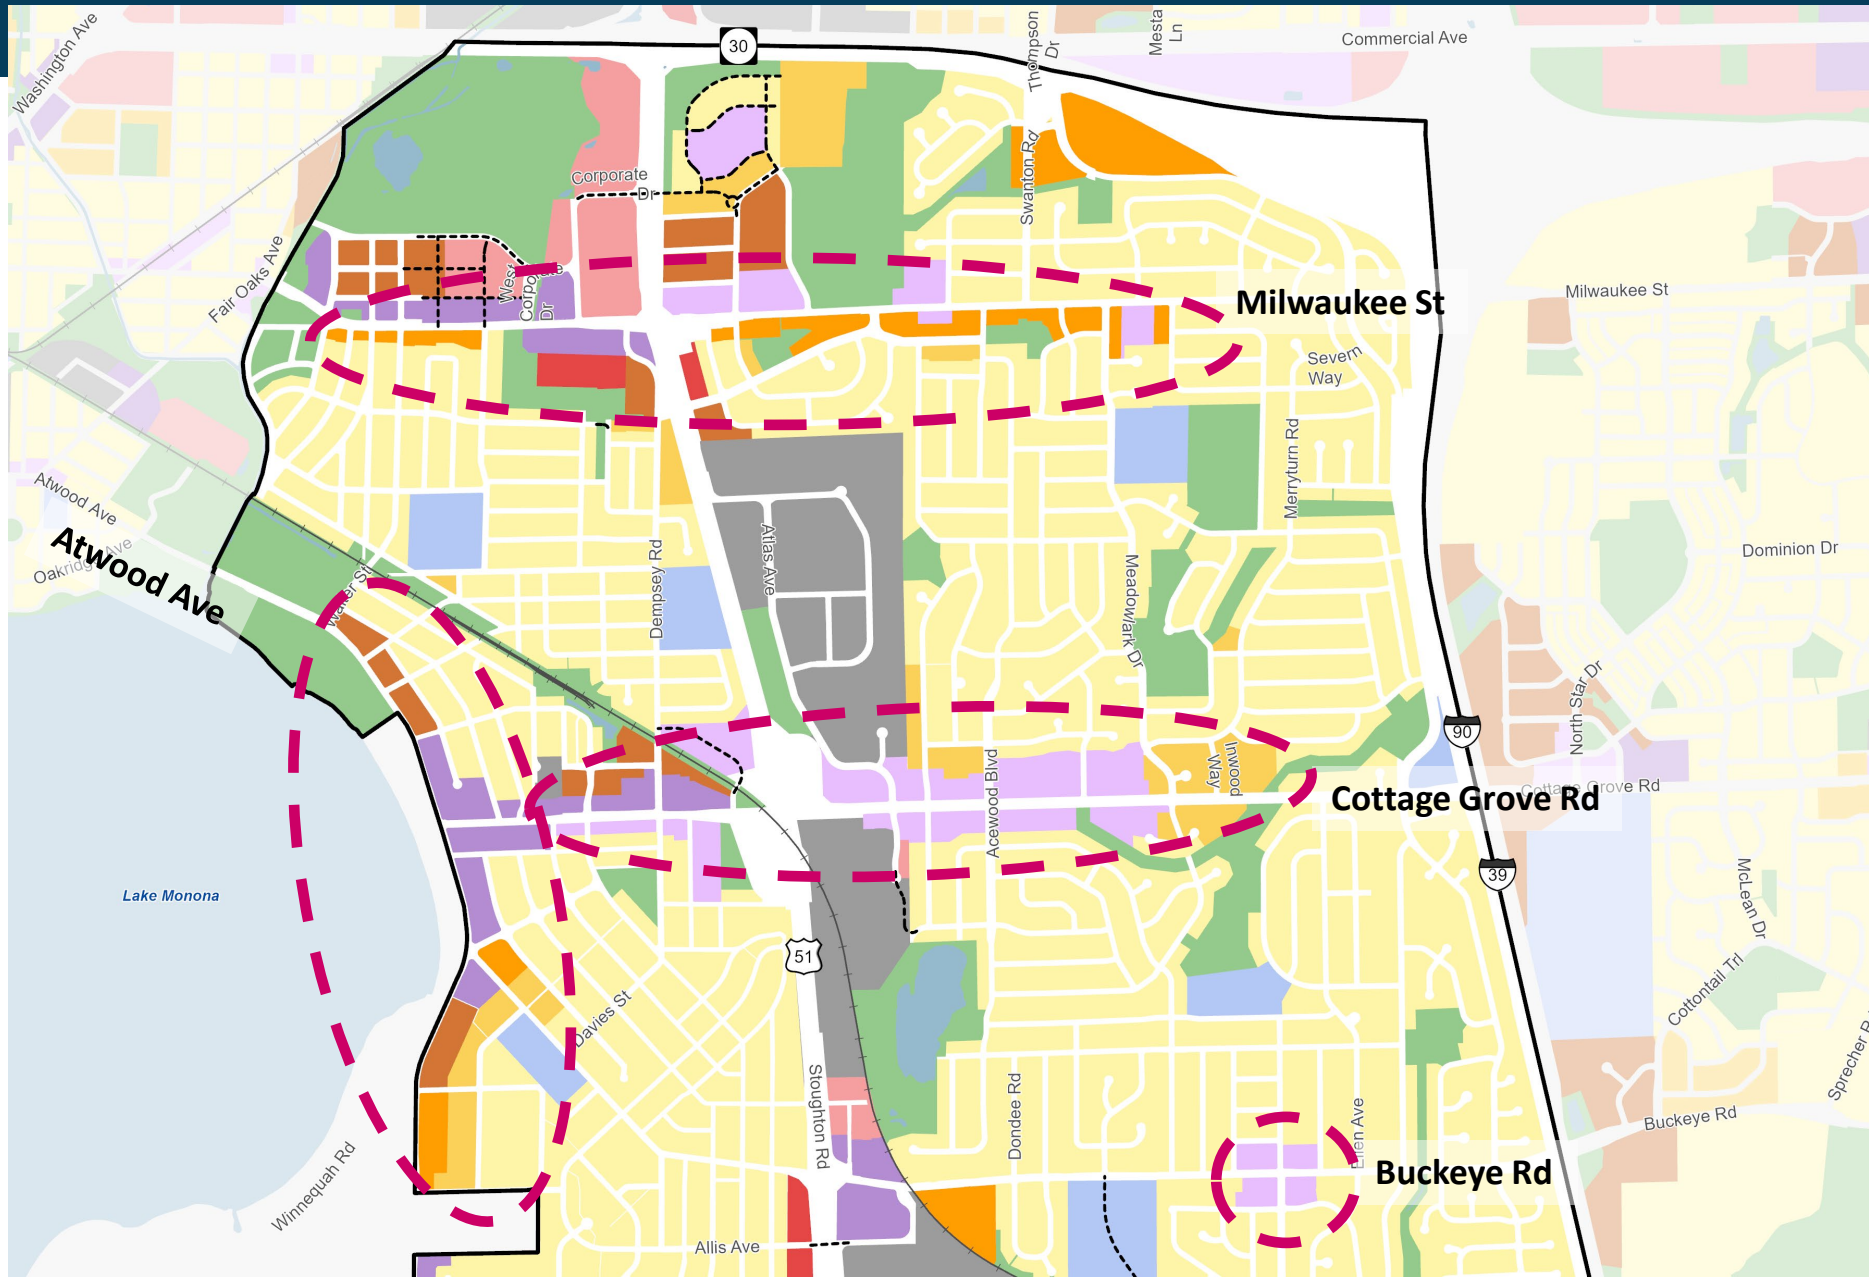 Washington Ave
30
Thompson
Dr
Mesta
Ln
Commercial Ave
Corporate
Dr
Swanton Rd
Fair Oaks Ave
West
Corporate
Dr
Milwaukee St
Milwaukee St
Severn
Way
Merryturn Rd
Atwood Ave
Oakridge Ave
Atwood Ave
Walter St
Dempsey Rd
Atlas Ave
Meadowlark Dr
Dominion Dr
North Star Dr
90
Acewood Blvd
Inwood
Way
Cottage Grove Rd
Cottage Grove Rd
Lake Monona
39
McLean Dr
51
Davies St
Cottontail Trl
Sprecher R
Stoughton Rd
Dondee Rd
Ellen Ave
Buckeye Rd
Buckeye Rd
Winnequah Rd
Allis Ave